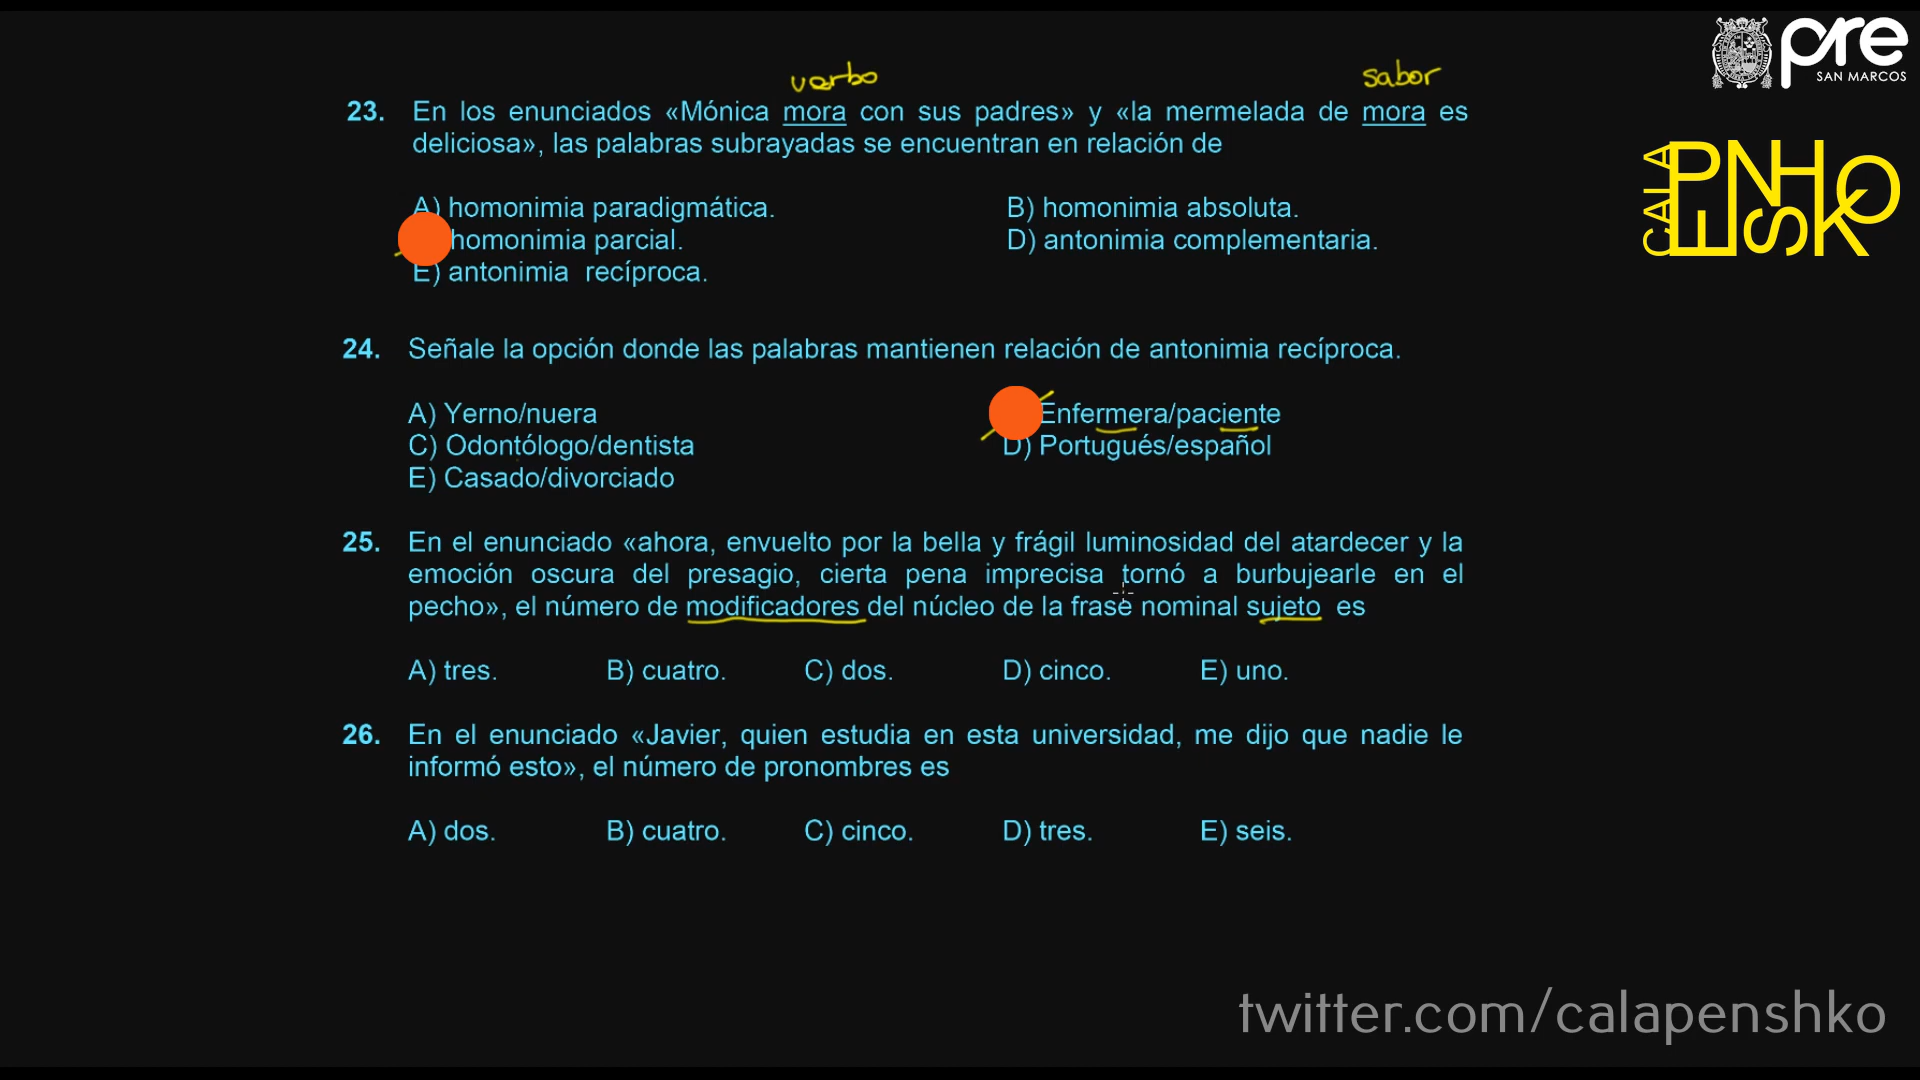 pre
SAN MARCOS
CALA
PENSHKO
verbo sabor
23. En los enunciados «Mónica mora con sus padres» y «la mermelada de mora es
deliciosa», las palabras subrayadas se encuentran en relación de
A) homonimia paradigmática. B) homonimia absoluta.
homonimia parcial. D) antonimia complementaria.
E) antonimia recíproca.
24. Señale la opción donde las palabras mantienen relación de antonimia recíproca.
A) Yerno/nuera Enfermera/paciente
C) Odontólogo/dentista D) Portugués/español
E) Casado/divorciado
25. En el enunciado «ahora, envuelto por la bella y frágil luminosidad del atardecer y la
emoción oscura del presagio, cierta pena imprecisa tornó a burbujearle en el
pecho», el número de modificadores del núcleo de la frase nominal sujeto es
A) tres. B) cuatro. C) dos. D) cinco. E) uno.
26. En el enunciado «Javier, quien estudia en esta universidad, me dijo que nadie le
informó esto», el número de pronombres es
A) dos. B) cuatro. C) cinco. D) tres. E) seis.
twitter.com/calapenshko